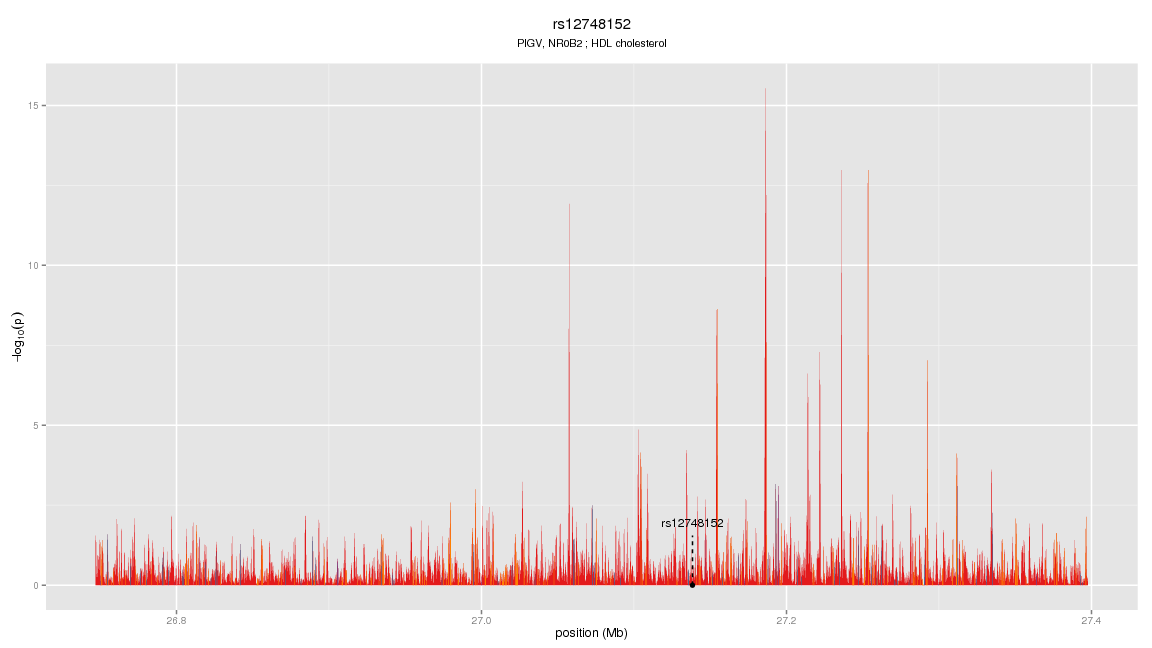 rs12748152
PIGV, NR0B2 ; HDL cholesterol
15
10
5
0
−log10(p)
rs12748152
26.8
27.0
27.2
27.4
position (Mb)